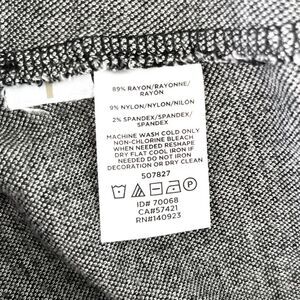 89% RAYON/RAYONNE/
RAYÓN
9% NYLON/NYLON/NILÓN
2% SPANDEX/SPANDEX/
SPANDEX
MACHINE WASH COLD ONLY
NON-CHLORINE BLEACH
WHEN NEEDED RESHAPE
DRY FLAT COOL IRON IF
NEEDED DO NOT IRON
DECORATION OR DRY CLEAN
507827
P
ID# 70068
CA#57421
RN#140923